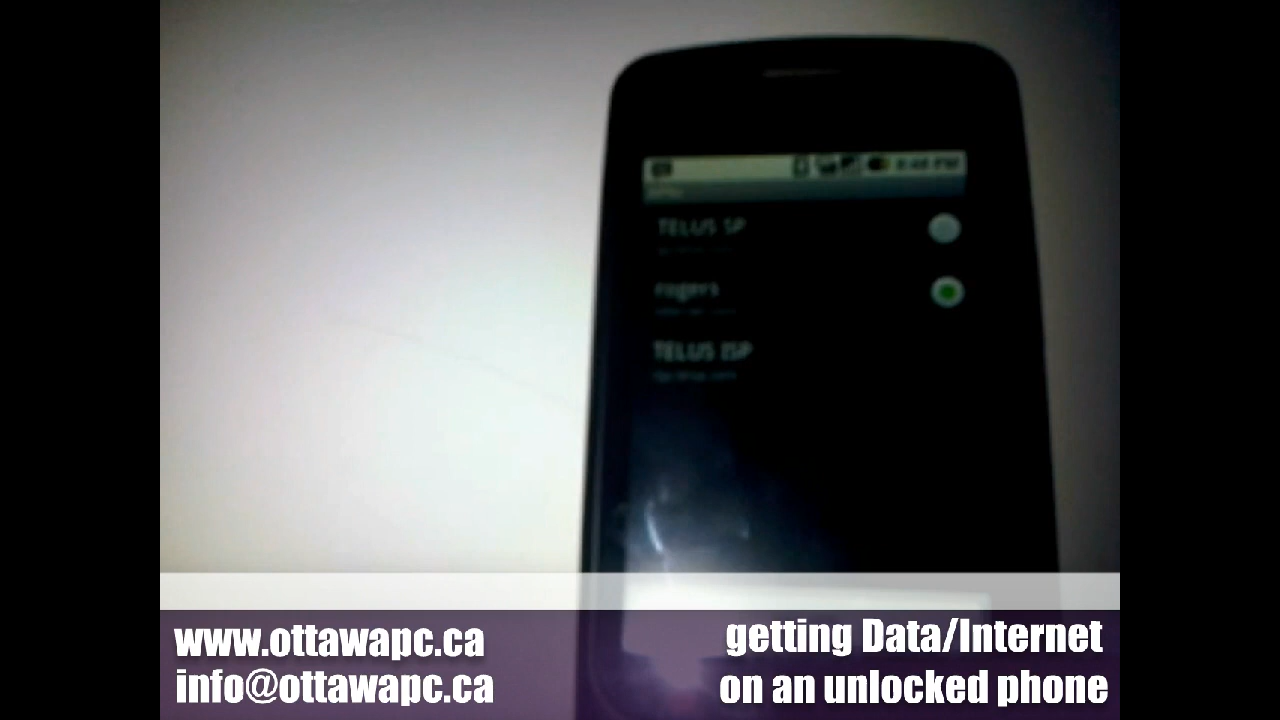 TELUS SP
rogers
TELUS ISP
www.ottawapc.ca
info@ottawapc.ca
getting Data/Internet
on an unlocked phone